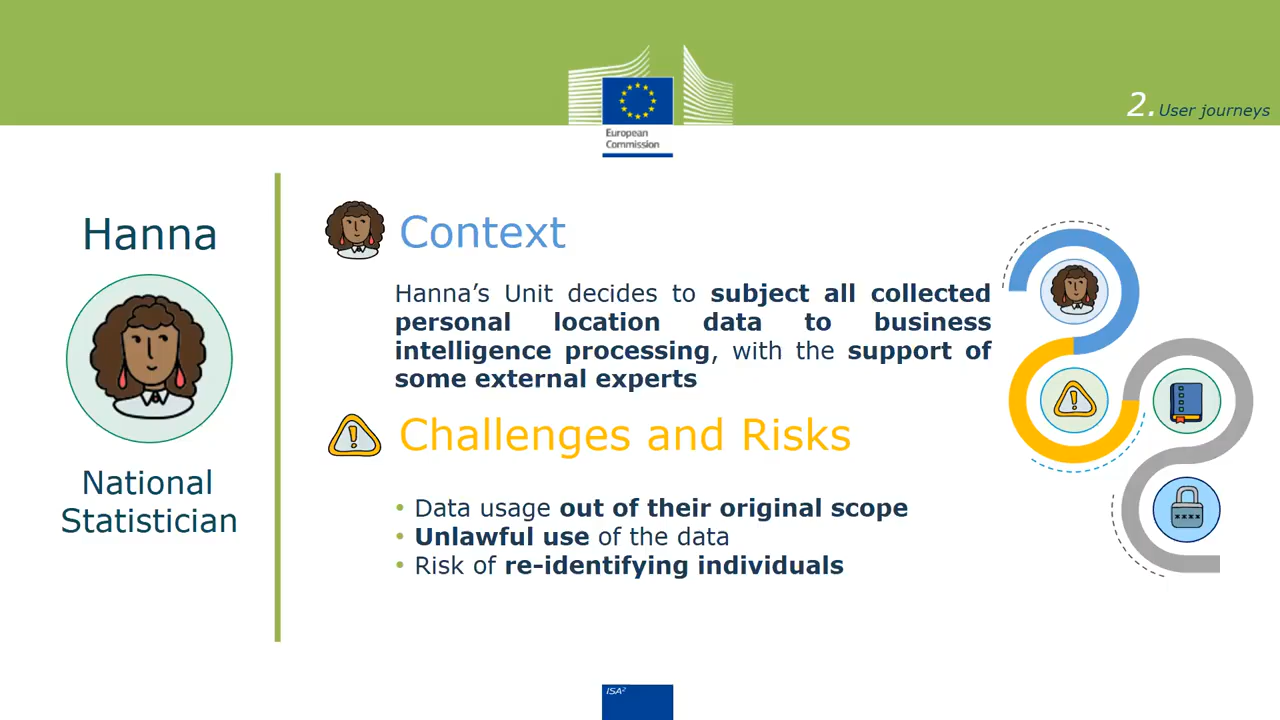 European
Commission
2. User journeys
Hanna
National
Statistician
Context
Hanna’s Unit decides to subject all collected
personal location data to business
intelligence processing, with the support of
some external experts
Challenges and Risks
• Data usage out of their original scope
• Unlawful use of the data
• Risk of re-identifying individuals
ISA²